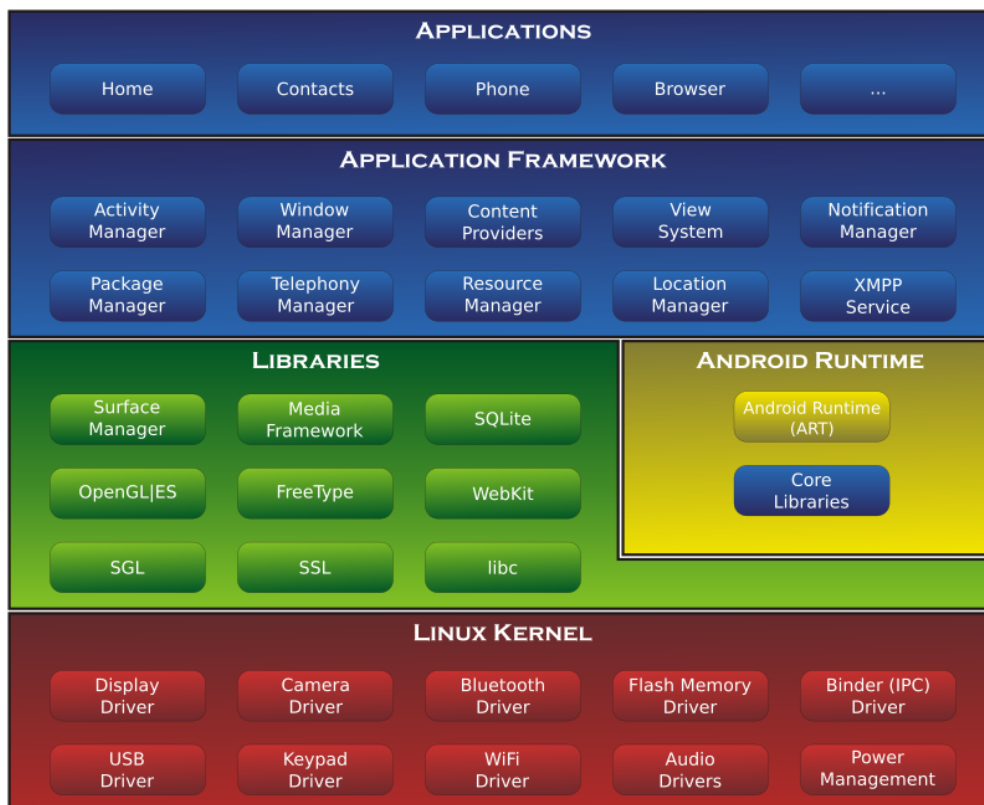 APPLICATIONS
Home
Contacts
Phone
Browser
...
APPLICATION FRAMEWORK
Activity
Manager
Window
Manager
Content
Providers
View
System
Notification
Manager
Package
Manager
Telephony
Manager
Resource
Manager
Location
Manager
XMPP
Service
LIBRARIES
Surface
Manager
Media
Framework
SQLite
OpenGL|ES
FreeType
WebKit
SGL
SSL
libc
ANDROID RUNTIME
Android Runtime
(ART)
Core
Libraries
LINUX KERNEL
Display
Driver
Camera
Driver
Bluetooth
Driver
Flash Memory
Driver
Binder (IPC)
Driver
USB
Driver
Keypad
Driver
WiFi
Driver
Audio
Drivers
Power
Management